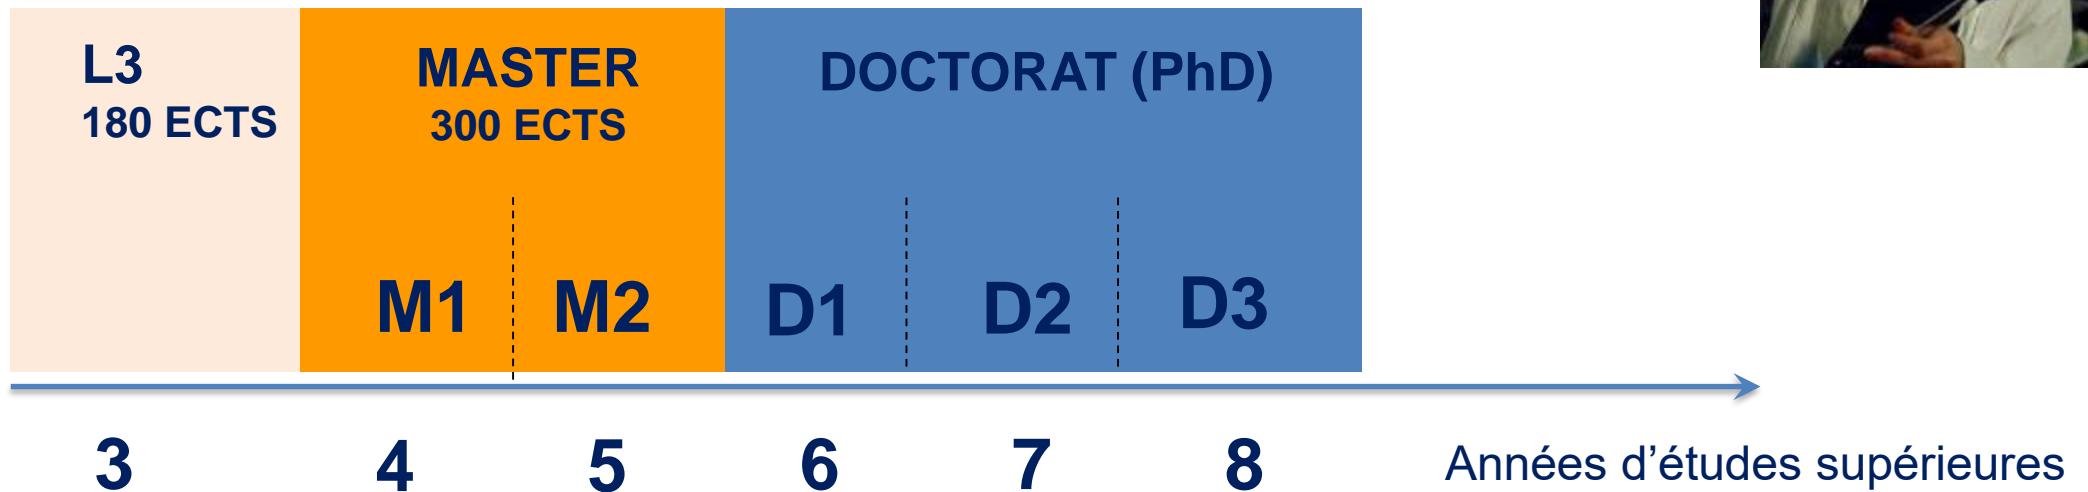 L3
180 ECTS
MASTER
300 ECTS
DOCTORAT (PhD)
M1
M2
D1
D2
D3
3
4
5
6
7
8
Années d’études supérieures